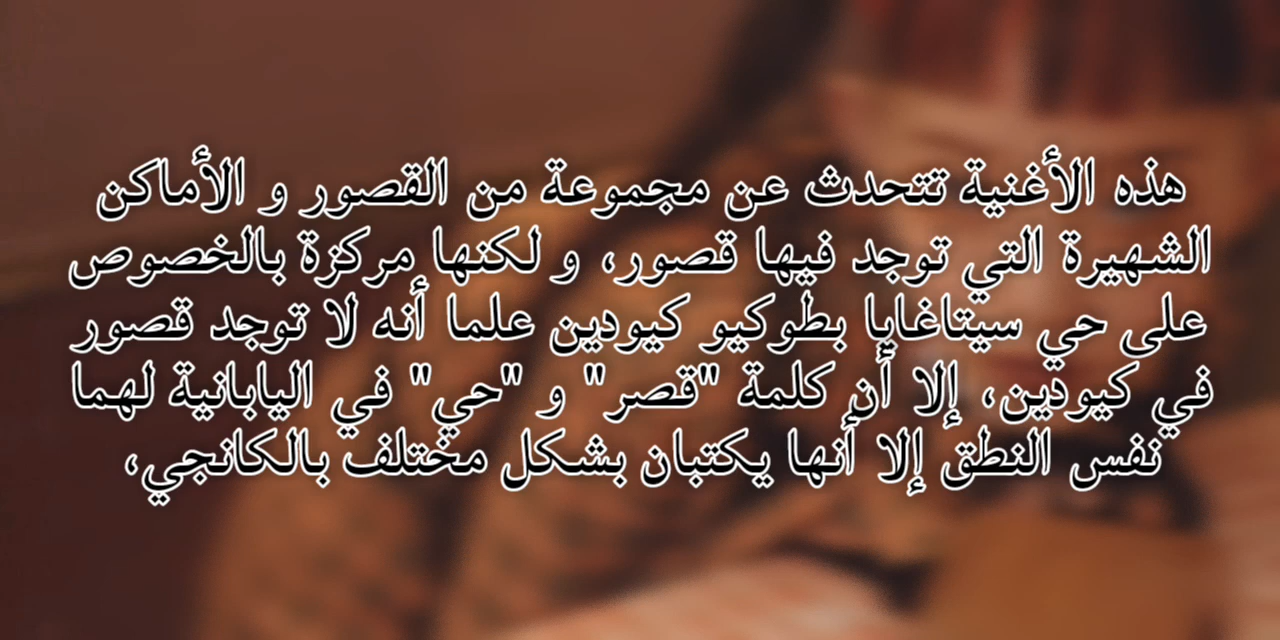 هذه الأغنية تتحدث عن مجموعة من القصور و الأماكن
الشهيرة التي توجد فيها قصور، و لكنها مركزة بالخصوص
على حي سيتاغايا بطوكيو كيودين علما أنه لا توجد قصور
في كيودين، إلا أن كلمة "قصر" و "حي" في اليابانية لهما
نفس النطق إلا أنها يكتبان بشكل مختلف بالكانجي،